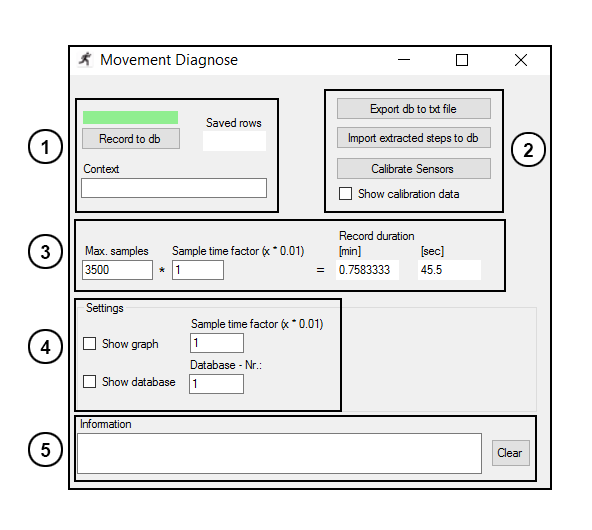 Movement Diagnose
1
Record to db
Saved rows
Context
Export db to txt file
Import extracted steps to db
Calibrate Sensors
Show calibration data
2
3
Record duration
Max. samples Sample time factor (x * 0.01) [min] [sec]
3500 * 1 = 0.7583333 45.5
4
Settings
Sample time factor (x * 0.01)
Show graph 1
Database - Nr.:
Show database 1
5
Information
Clear